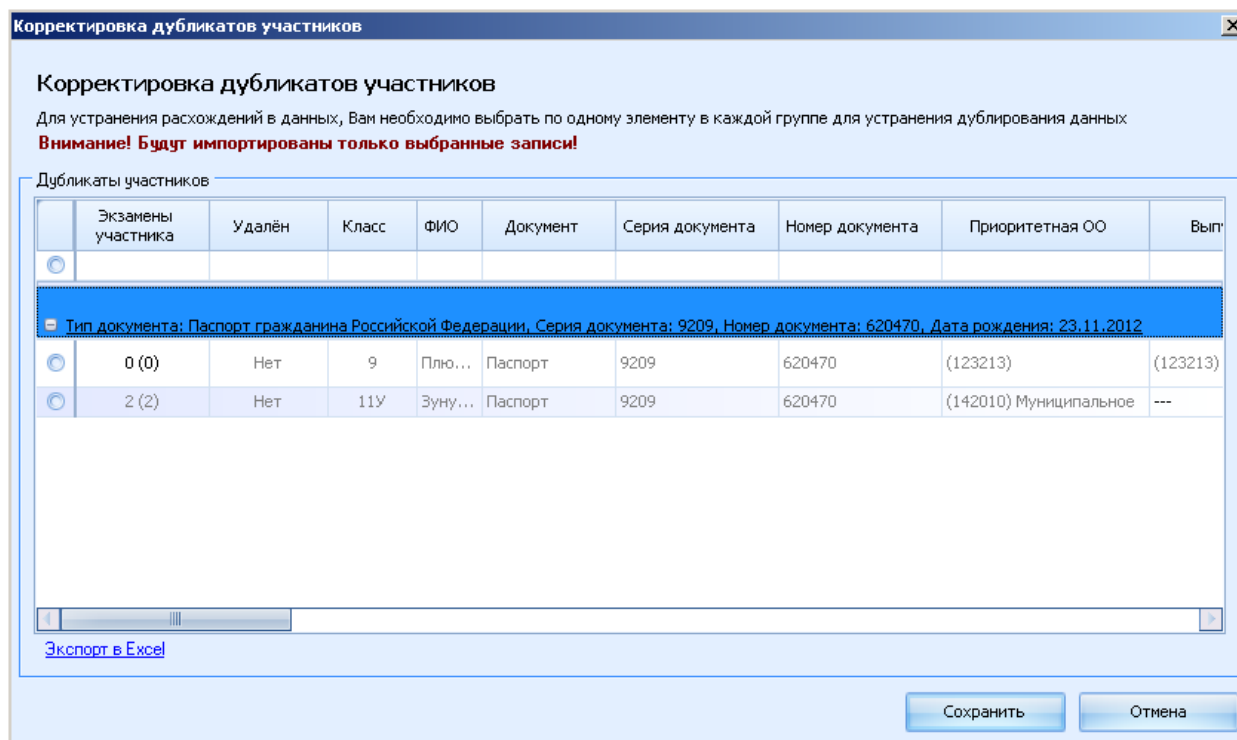 Корректировка дубликатов участников
Корректировка дубликатов участников
Для устранения расхождений в данных, Вам необходимо выбрать по одному элементу в каждой группе для устранения дублирования данных
Внимание! Будут импортированы только выбранные записи!
Дубликаты участников
Экзамены участника Удалён Класс ФИО Документ Серия документа Номер документа Приоритетная ОО Вып
Тип документа: Паспорт гражданина Российской Федерации, Серия документа: 9209, Номер документа: 620470, Дата рождения: 23.11.2012
0 (0) Нет 9 Плю... Паспорт 9209 620470 (123213) (123213)
2 (2) Нет 11У Зуну... Паспорт 9209 620470 (142010) Муниципальное ---
Экспорт в Excel
Сохранить Отмена